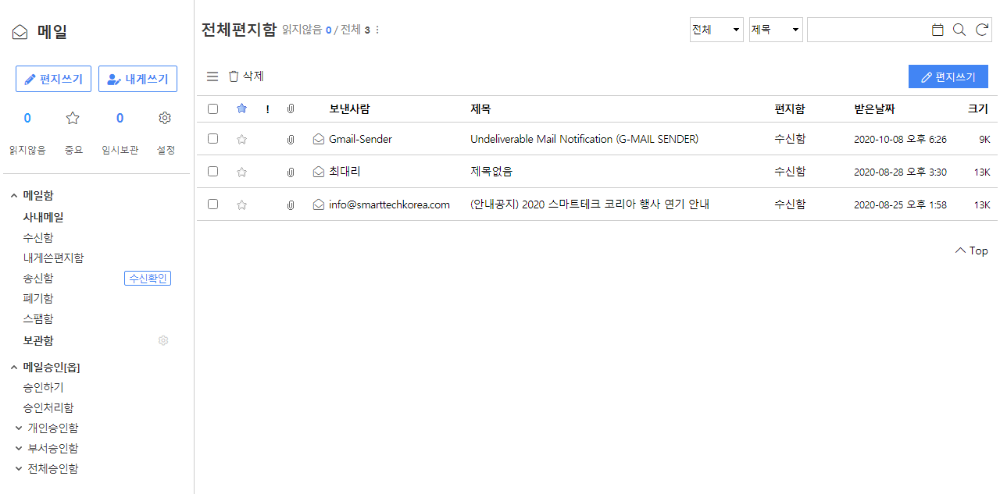 메일
편지쓰기 내게쓰기
0 0
읽지않음 중요 임시보관 설정
메일함
사내메일
수신함
내게쓴편지함
송신함 수신확인
폐기함
스팸함
보관함
메일승인[옵]
승인하기
승인처리함
개인승인함
부서승인함
전체승인함
전체편지함 읽지않음 0 / 전체 3
전체 제목
삭제 편지쓰기
! 보낸사람 제목 편지함 받은날짜 크기
Gmail-Sender Undeliverable Mail Notification (G-MAIL SENDER) 수신함 2020-10-08 오후 6:26 9K
최대리 제목없음 수신함 2020-08-28 오후 3:30 13K
info@smarttechkorea.com (안내공지) 2020 스마트테크 코리아 행사 연기 안내 수신함 2020-08-25 오후 1:58 13K
Top